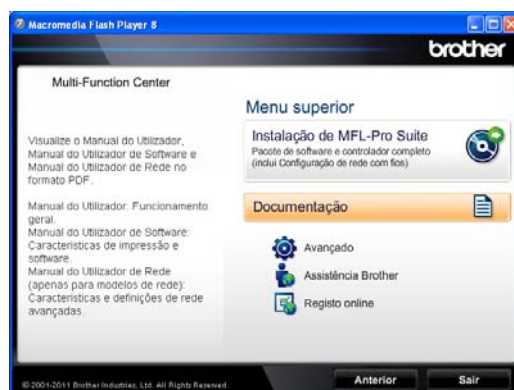 Macromedia Flash Player 8
brother
Multi-Function Center
Visualize o Manual do Utilizador,
Manual do Utilizador de Software e
Manual do Utilizador de Rede no
formato PDF.
Manual do Utilizador: Funcionamento
geral.
Manual do Utilizador de Software:
Características de impressão e
software.
Manual do Utilizador de Rede
(apenas para modelos de rede):
Características e definições de rede
avançadas.
Menu superior
Instalação de MFL-Pro Suite
Pacote de software e controlador completo
(inclui Configuração de rede com fios)
Documentação
Avançado
Assistência Brother
Registo online
© 2001-2011 Brother Industries, Ltd. All Rights Reserved.
Anterior
Sair